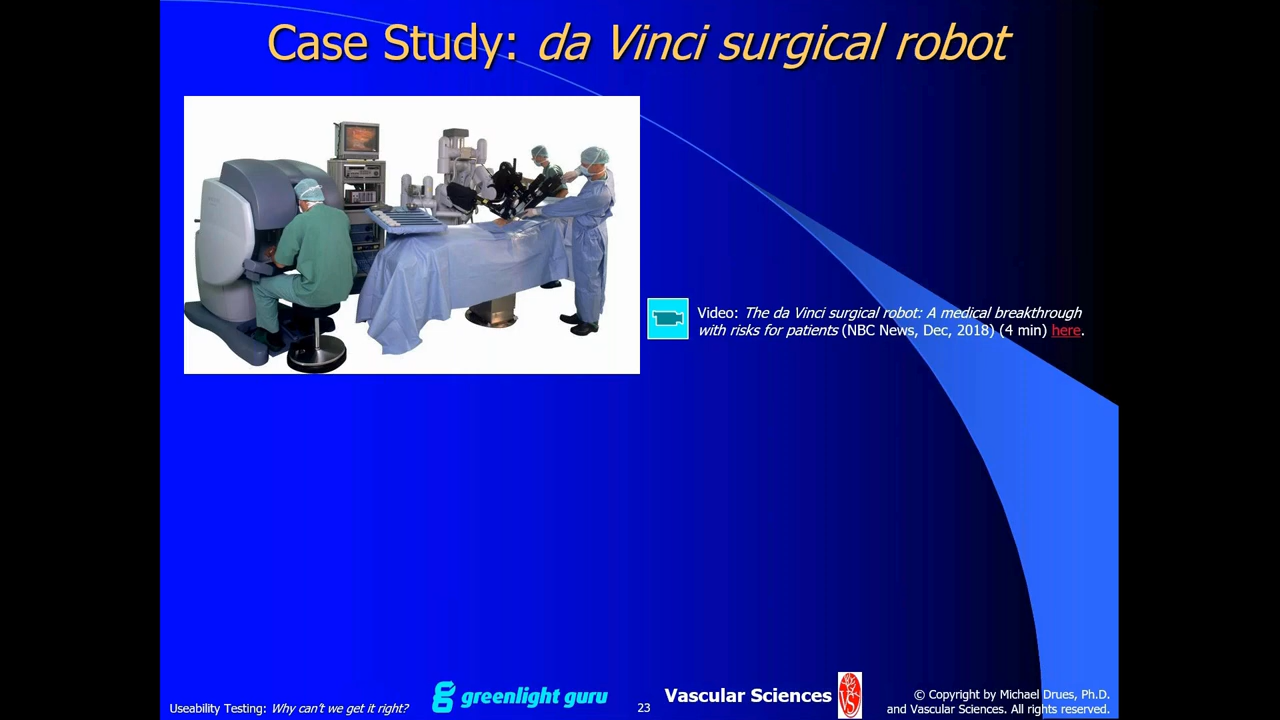 Case Study: da Vinci surgical robot
Video: The da Vinci surgical robot: A medical breakthrough
with risks for patients (NBC News, Dec, 2018) (4 min) here.
Useability Testing: Why can't we get it right?
greenlight guru
23
Vascular Sciences
VS
© Copyright by Michael Drues, Ph.D.
and Vascular Sciences. All rights reserved.